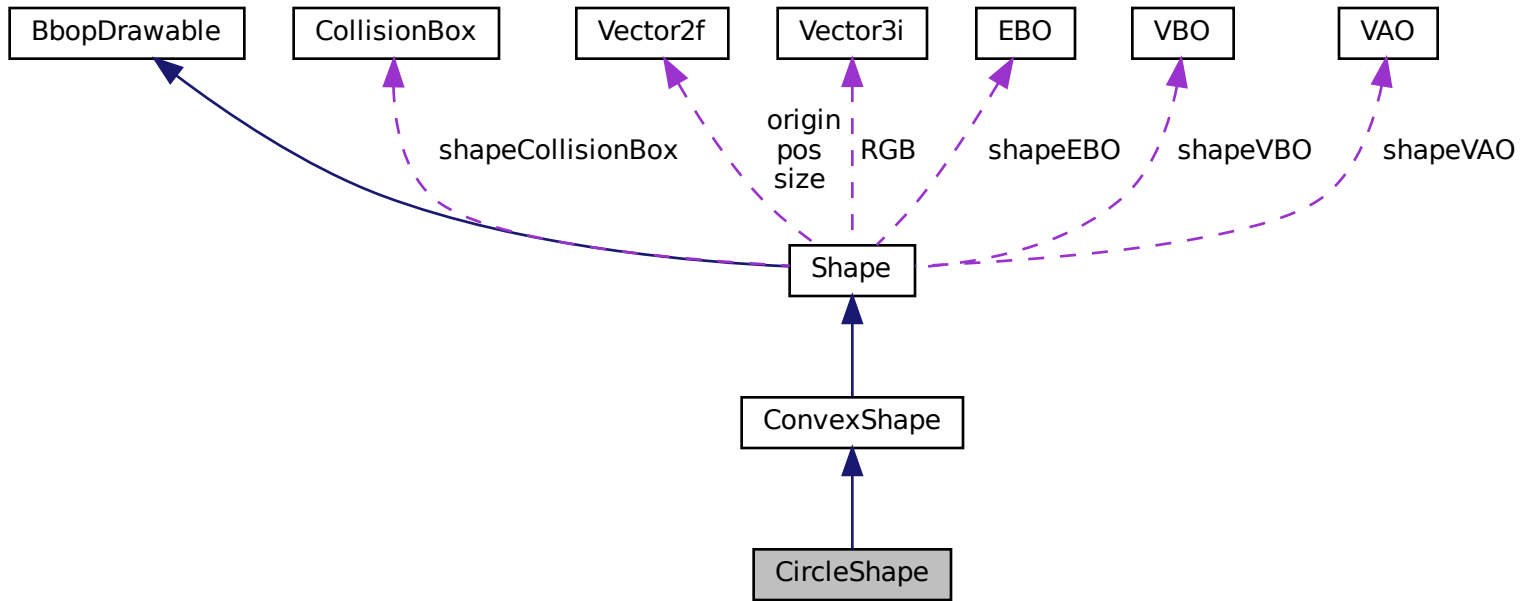 BbopDrawable
CollisionBox
Vector2f
Vector3i
EBO
VBO
VAO
shapeCollisionBox
origin
pos
size
RGB
shapeEBO
shapeVBO
shapeVAO
Shape
ConvexShape
CircleShape